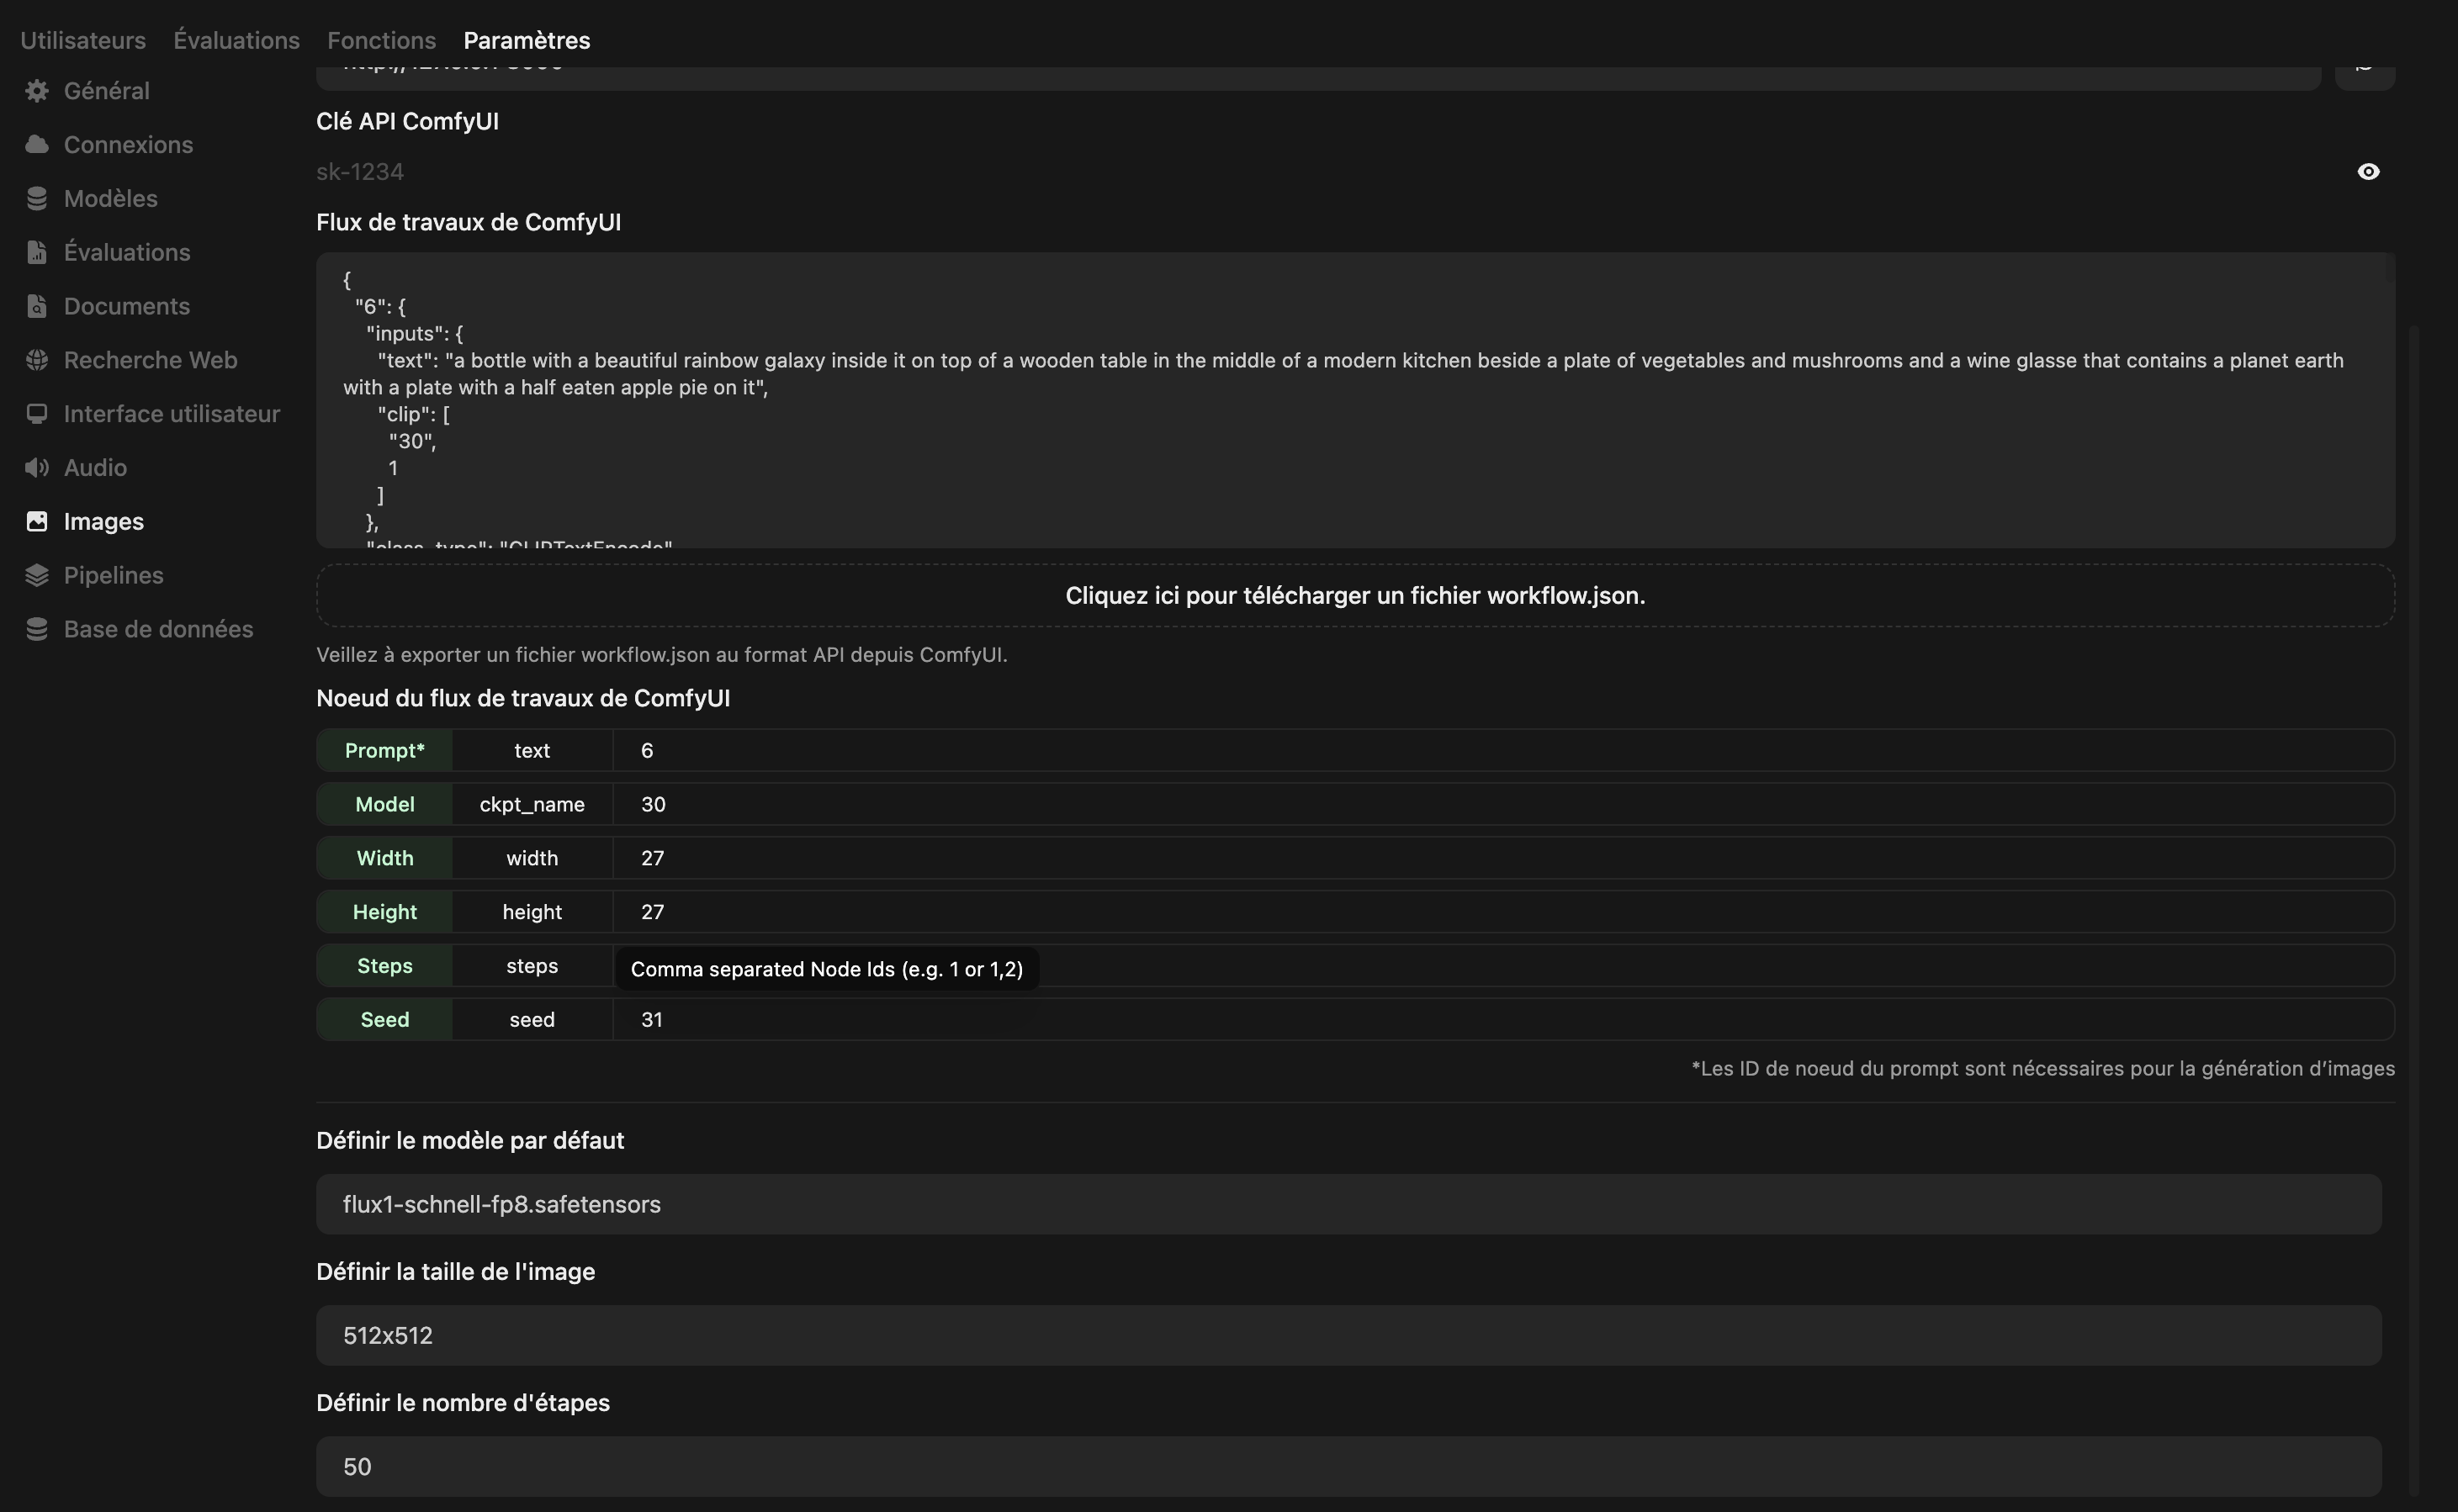 Utilisateurs Évaluations Fonctions Paramètres
Général
Connexions
Modèles
Évaluations
Documents
Recherche Web
Interface utilisateur
Audio
Images
Pipelines
Base de données
Clé API ComfyUI
sk-1234
Flux de travaux de ComfyUI
{
"6": {
"inputs": {
"text": "a bottle with a beautiful rainbow galaxy inside it on top of a wooden table in the middle of a modern kitchen beside a plate of vegetables and mushrooms and a wine glasse that contains a planet earth
with a plate with a half eaten apple pie on it",
"clip": [
"30",
1
]
},
"class_type": "CLIPTextEncode"
Cliquez ici pour télécharger un fichier workflow.json.
Veillez à exporter un fichier workflow.json au format API depuis ComfyUI.
Noeud du flux de travaux de ComfyUI
Prompt* text 6
Model ckpt_name 30
Width width 27
Height height 27
Steps steps Comma separated Node Ids (e.g. 1 or 1,2)
Seed seed 31
*Les ID de noeud du prompt sont nécessaires pour la génération d’images
Définir le modèle par défaut
flux1-schnell-fp8.safetensors
Définir la taille de l'image
512x512
Définir le nombre d'étapes
50